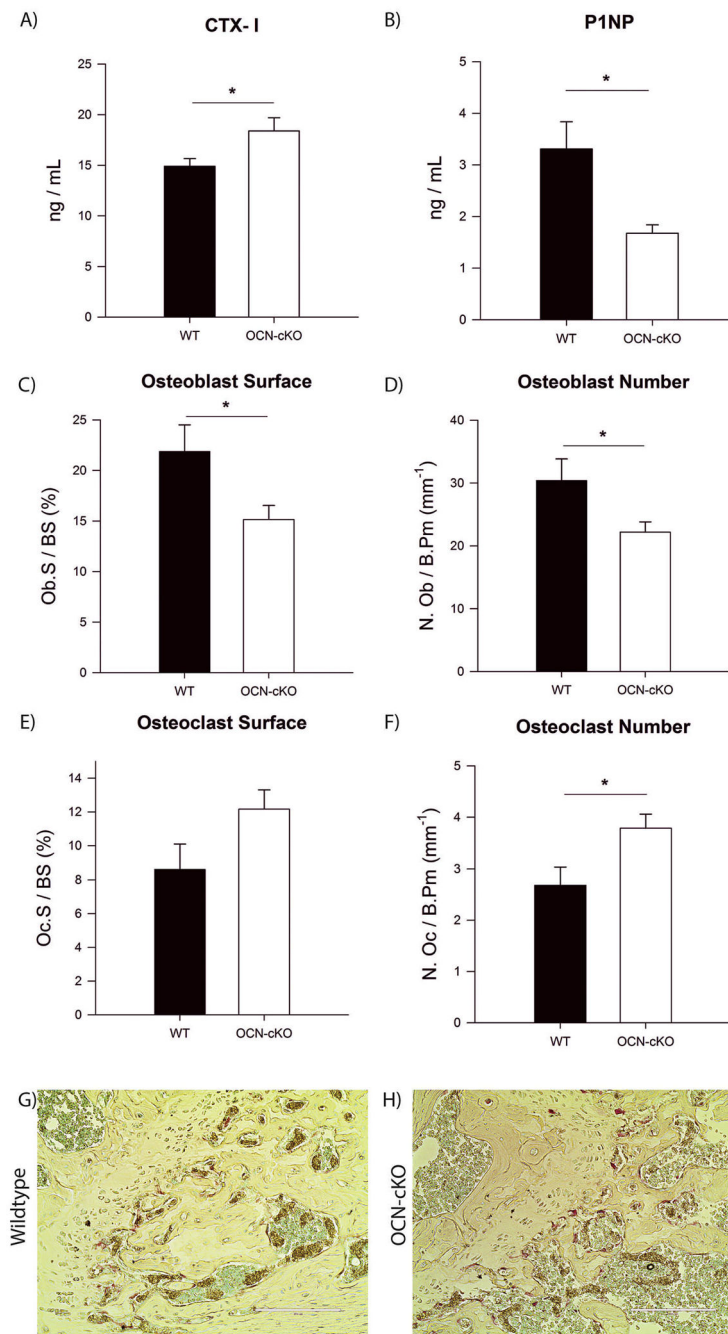 A)
CTX- I
*
25
20
15
10
5
0
ng / mL
WT
OCN-cKO
B)
P1NP
*
5
4
3
2
1
0
ng / mL
WT
OCN-cKO
C)
Osteoblast Surface
*
25
20
15
10
5
0
Ob.S / BS (%)
WT
OCN-cKO
D)
Osteoblast Number
*
40
30
20
10
0
N. Ob / B.Pm (mm⁻¹)
WT
OCN-cKO
E)
Osteoclast Surface
14
12
10
8
6
4
2
0
Oc.S / BS (%)
WT
OCN-cKO
F)
Osteoclast Number
*
5
4
3
2
1
0
N. Oc / B.Pm (mm⁻¹)
WT
OCN-cKO
G)
Wildtype
H)
OCN-cKO